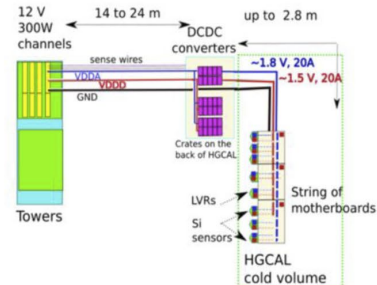 12 V
300W
channels
14 to 24 m
DCDC
converters
up to 2.8 m
sense wires
VDDA
VDDD
GND
~1.8 V, 20A
~1.5 V, 20A
Crates on the
back of HGCAL
LVRs
Si
sensors
String of
motherboards
Towers
HGCAL
cold volume